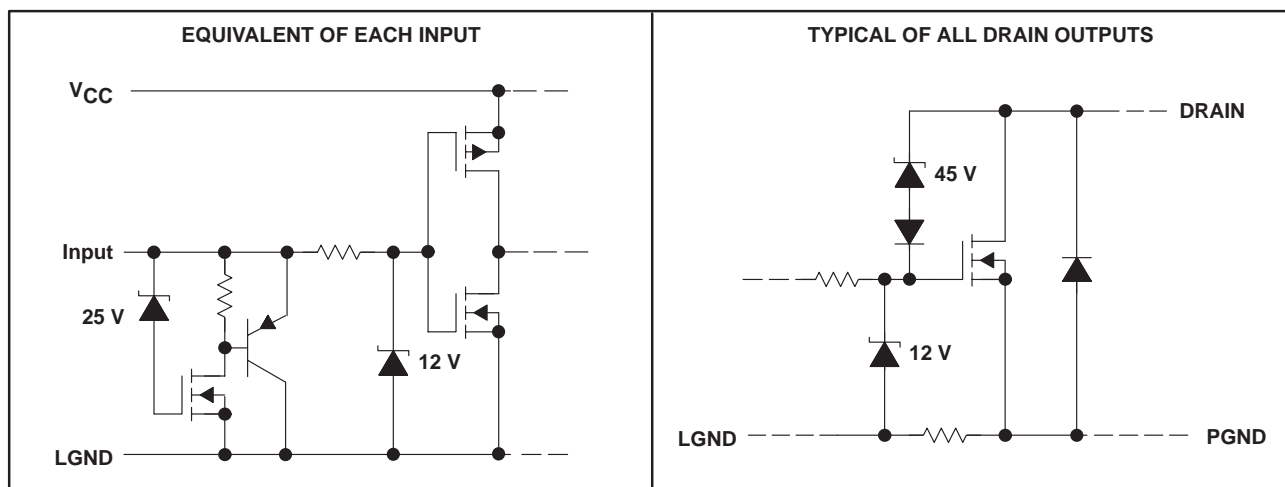 EQUIVALENT OF EACH INPUT
VCC
Input
25 V
12 V
LGND
TYPICAL OF ALL DRAIN OUTPUTS
DRAIN
45 V
12 V
LGND
PGND